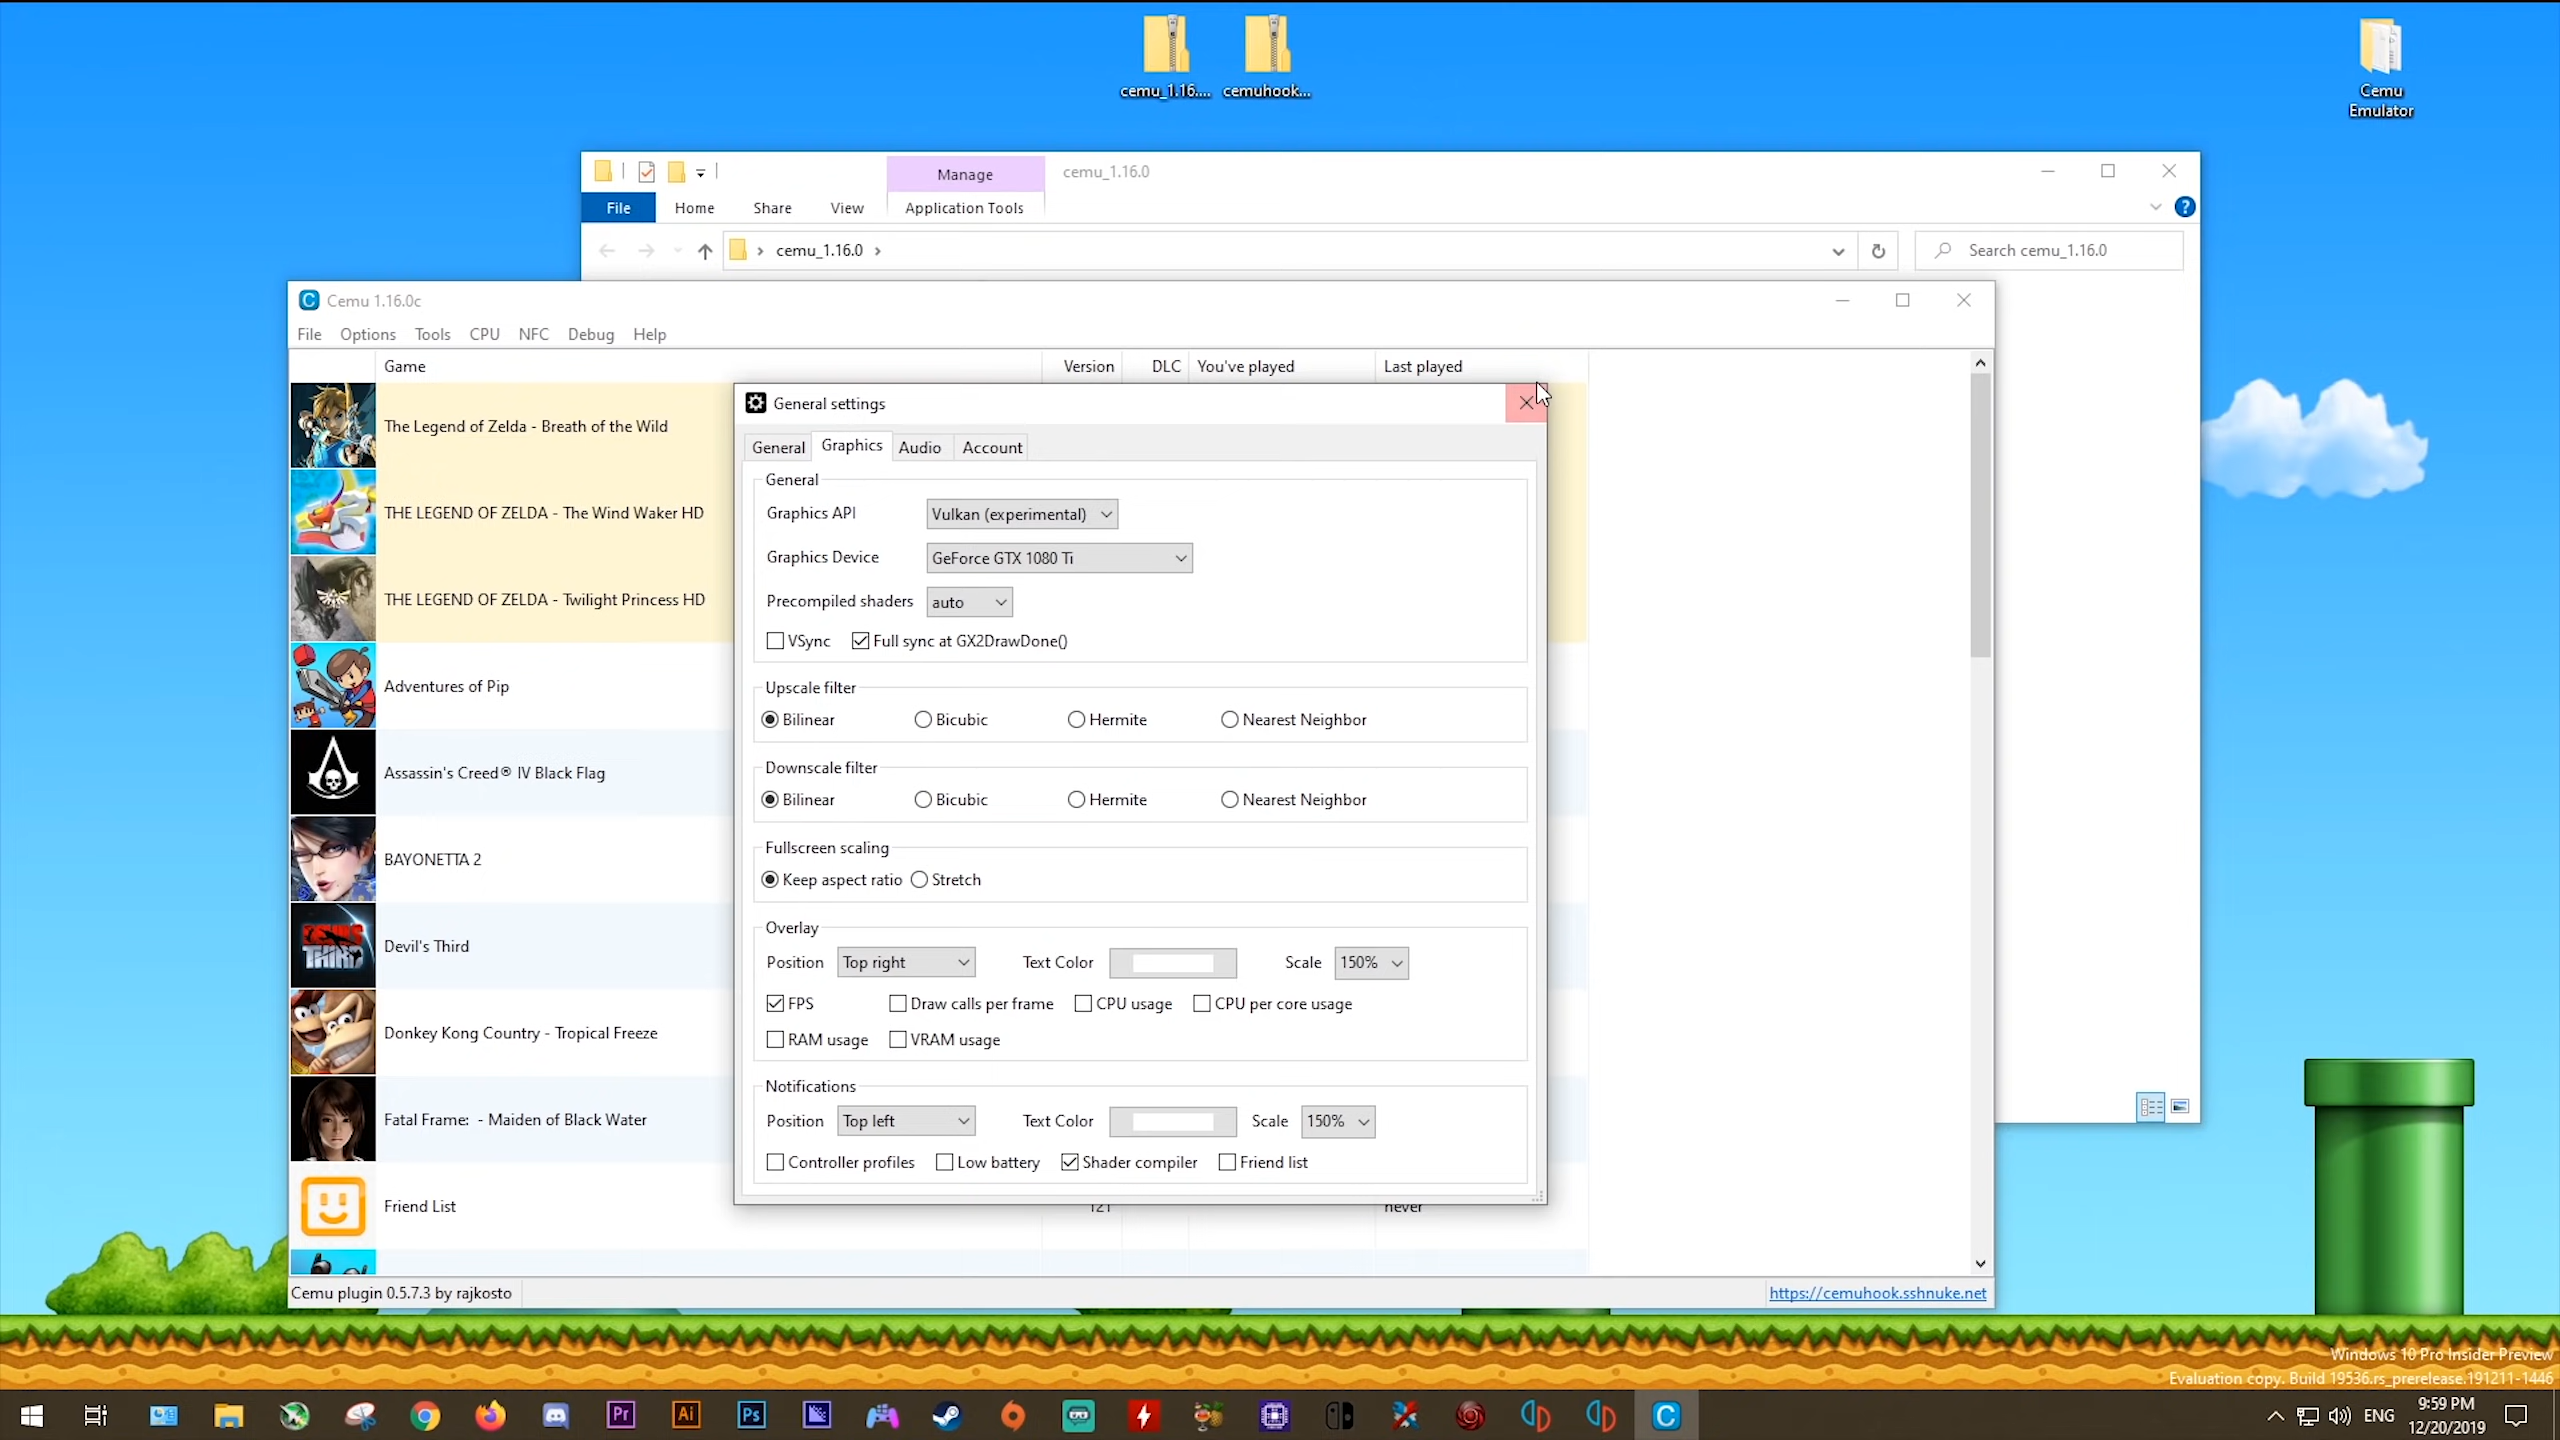 cemu_1.16....
cemuhook...
Cemu
Emulator
Manage
cemu_1.16.0
File
Home
Share
View
Application Tools
cemu_1.16.0
Search cemu_1.16.0
Cemu 1.16.0c
File Options Tools CPU NFC Debug Help
Game
Version
DLC
You've played
Last played
The Legend of Zelda - Breath of the Wild
THE LEGEND OF ZELDA - The Wind Waker HD
THE LEGEND OF ZELDA - Twilight Princess HD
Adventures of Pip
Assassin's Creed® IV Black Flag
BAYONETTA 2
Devil's Third
Donkey Kong Country - Tropical Freeze
Fatal Frame:  - Maiden of Black Water
Friend List
121
never
General settings
General Graphics Audio Account
General
Graphics API Vulkan (experimental)
Graphics Device GeForce GTX 1080 Ti
Precompiled shaders auto
VSync Full sync at GX2DrawDone()
Upscale filter
Bilinear Bicubic Hermite Nearest Neighbor
Downscale filter
Bilinear Bicubic Hermite Nearest Neighbor
Fullscreen scaling
Keep aspect ratio Stretch
Overlay
Position Top right Text Color Scale 150%
FPS Draw calls per frame CPU usage CPU per core usage
RAM usage VRAM usage
Notifications
Position Top left Text Color Scale 150%
Controller profiles Low battery Shader compiler Friend list
Cemu plugin 0.5.7.3 by rajkosto
https://cemuhook.sshnuke.net
Windows 10 Pro Insider Preview
Evaluation copy. Build 19536.rs_prerelease.191211-1446
Pr
Ai
Ps
ENG
9:59 PM
12/20/2019